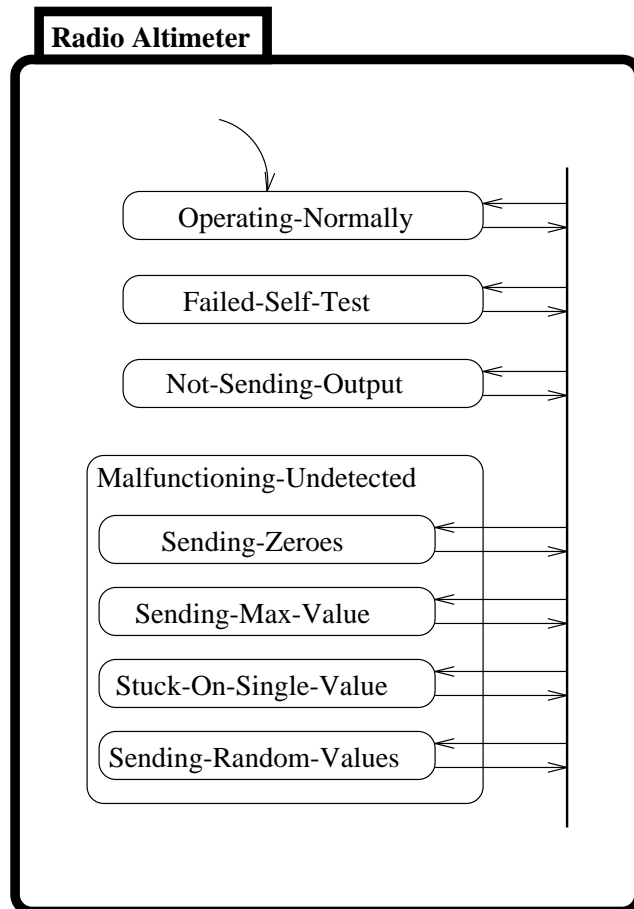 Radio Altimeter
Operating-Normally
Failed-Self-Test
Not-Sending-Output
Malfunctioning-Undetected
Sending-Zeroes
Sending-Max-Value
Stuck-On-Single-Value
Sending-Random-Values